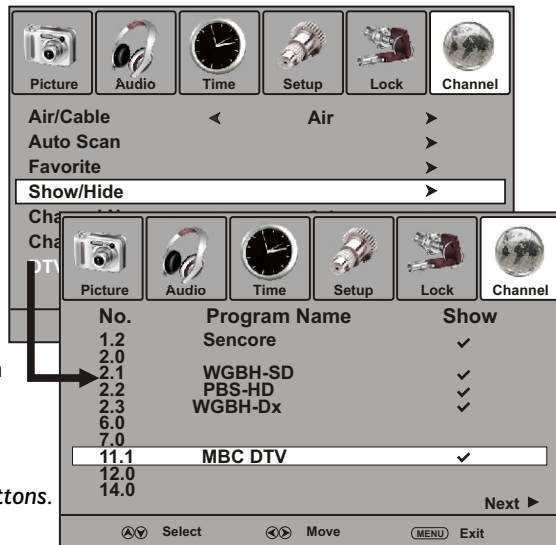 Picture Audio Time Setup Lock Channel
Air/Cable Air
Auto Scan
Favorite
Show/Hide
Picture Audio Time Setup Lock Channel
No. Program Name Show
1.2 Sencore ✓
2.0
2.1 WGBH-SD ✓
2.2 PBS-HD ✓
2.3 WGBH-Dx ✓
6.0
7.0
11.1 MBC DTV ✓
12.0
14.0
Next ►
Select Move MENU Exit